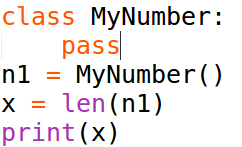 class MyNumber:
    pass
n1 = MyNumber()
x = len(n1)
print(x)